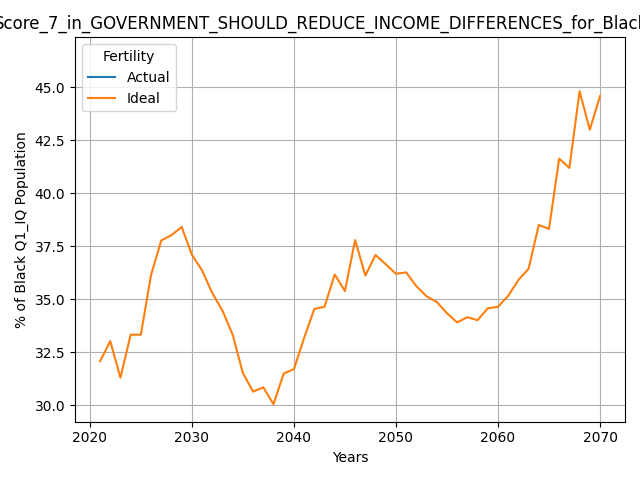 Score_7_in_GOVERNMENT_SHOULD_REDUCE_INCOME_DIFFERENCES_for_Black
Fertility
Actual
Ideal
% of Black Q1_IQ Population
45.0
42.5
40.0
37.5
35.0
32.5
30.0
2020
2030
2040
2050
2060
2070
Years